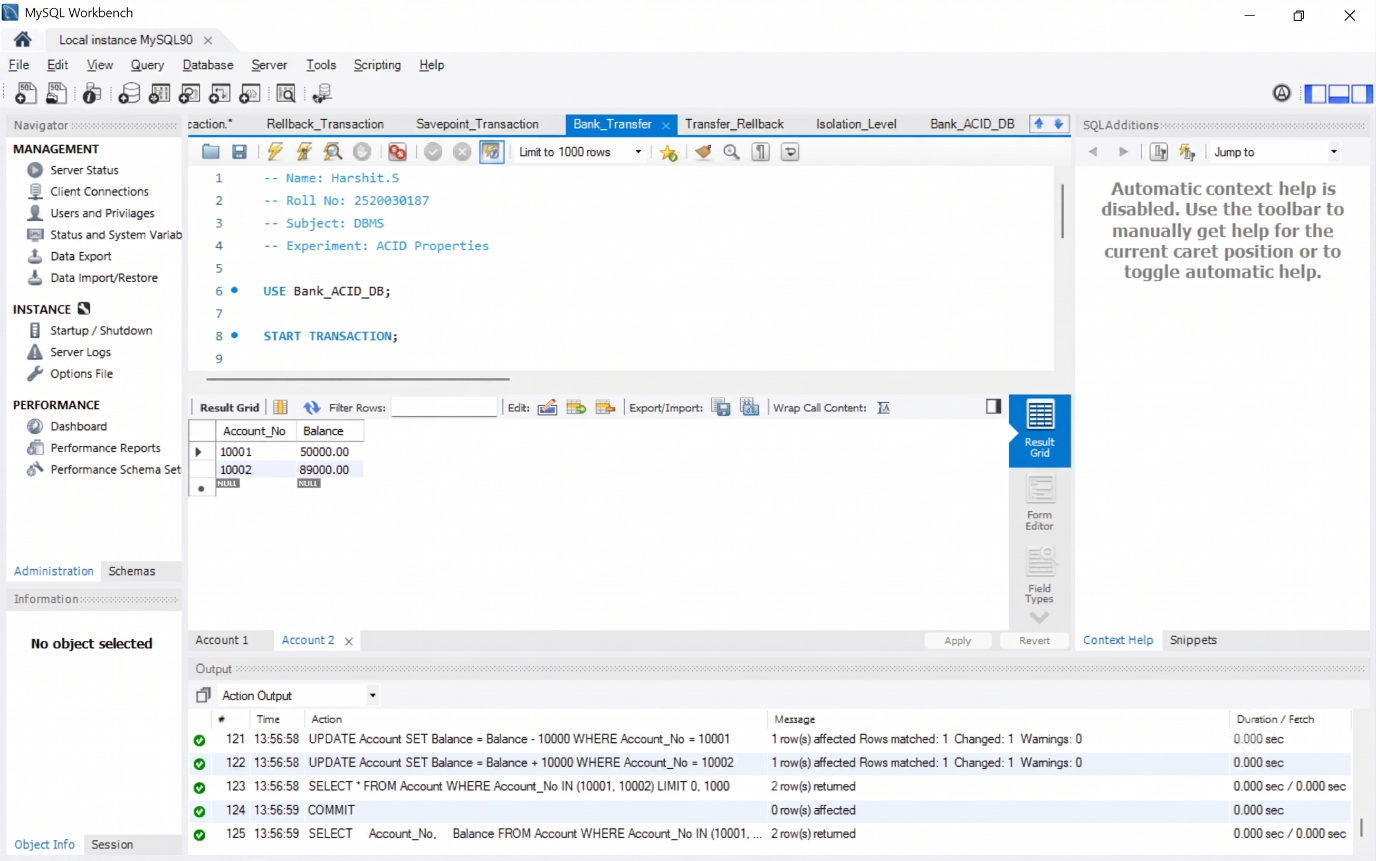 MySQL Workbench
Local instance MySQL90
File Edit View Query Database Server Tools Scripting Help
Navigator
MANAGEMENT
Server Status
Client Connections
Users and Privilages
Status and System Variab
Data Export
Data Import/Restore
INSTANCE
Startup / Shutdown
Server Logs
Options File
PERFORMANCE
Dashboard
Performance Reports
Performance Schema Set
Administration Schemas
Information
No object selected
Object Info Session
caction.* Rellback_Transaction Savepoint_Transaction Bank_Transfer Transfer_Rellback Isolation_Level Bank_ACID_DB
Limit to 1000 rows
1 -- Name: Harshit.S
2 -- Roll No: 2520030187
3 -- Subject: DBMS
4 -- Experiment: ACID Properties
5
6 USE Bank_ACID_DB;
7
8 START TRANSACTION;
9
Result Grid Filter Rows: Edit: Export/Import: Wrap Call Content: IA
Account_No Balance
10001 50000.00
10002 89000.00
NULL NULL
Result
Grid
Form
Editor
Field
Types
Account 1 Account 2 Apply Revert
SQLAdditions
Jump to
Automatic context help is
disabled. Use the toolbar to
manually get help for the
current caret position or to
toggle automatic help.
Context Help Snippets
Output
Action Output
# Time Action Message Duration / Fetch
121 13:56:58 UPDATE Account SET Balance = Balance - 10000 WHERE Account_No = 10001 1 row(s) affected Rows matched: 1 Changed: 1 Warnings: 0 0.000 sec
122 13:56:58 UPDATE Account SET Balance = Balance + 10000 WHERE Account_No = 10002 1 row(s) affected Rows matched: 1 Changed: 1 Warnings: 0 0.000 sec
123 13:56:58 SELECT * FROM Account WHERE Account_No IN (10001, 10002) LIMIT 0, 1000 2 row(s) returned 0.000 sec / 0.000 sec
124 13:56:59 COMMIT 0 row(s) affected 0.000 sec
125 13:56:59 SELECT Account_No, Balance FROM Account WHERE Account_No IN (10001, ... 2 row(s) returned 0.000 sec / 0.000 sec